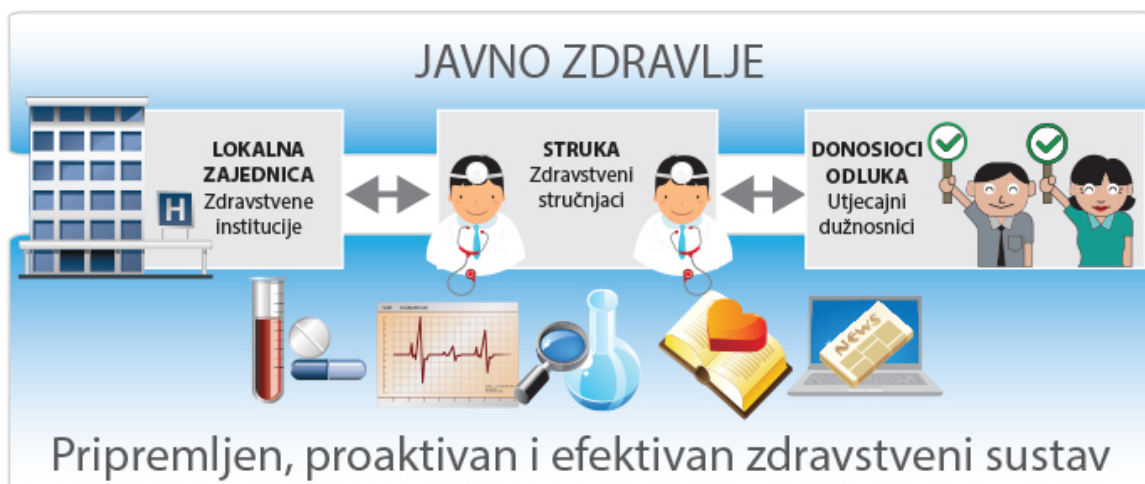 JAVNO ZDRAVLJE
LOKALNA
ZAJEDNICA
Zdravstvene
institucije
H
STRUKA
Zdravstveni
stručnjaci
DONOSIOCI
ODLUKA
Utjecajni
dužnosnici
NEWS
Pripremljen, proaktivan i efektivan zdravstveni sustav